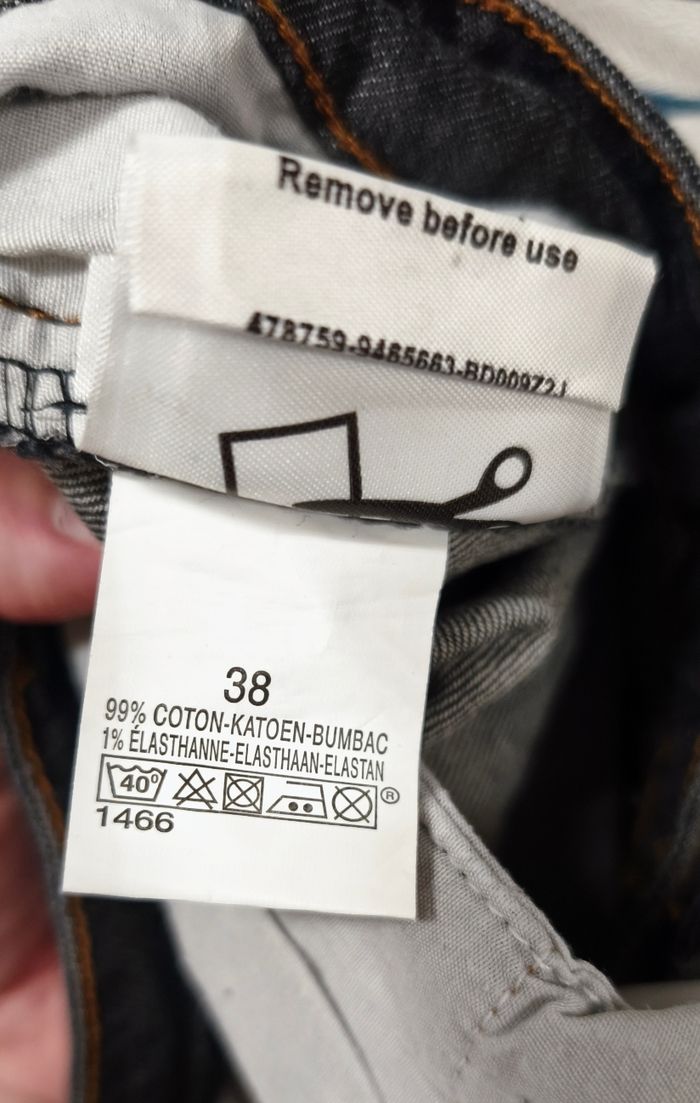 Remove before use
478759-9465663-BD009Z2J
38
99% COTON-KATOEN-BUMBAC
1% ÉLASTHANNE-ELASTHAAN-ELASTAN
40°
®
1466